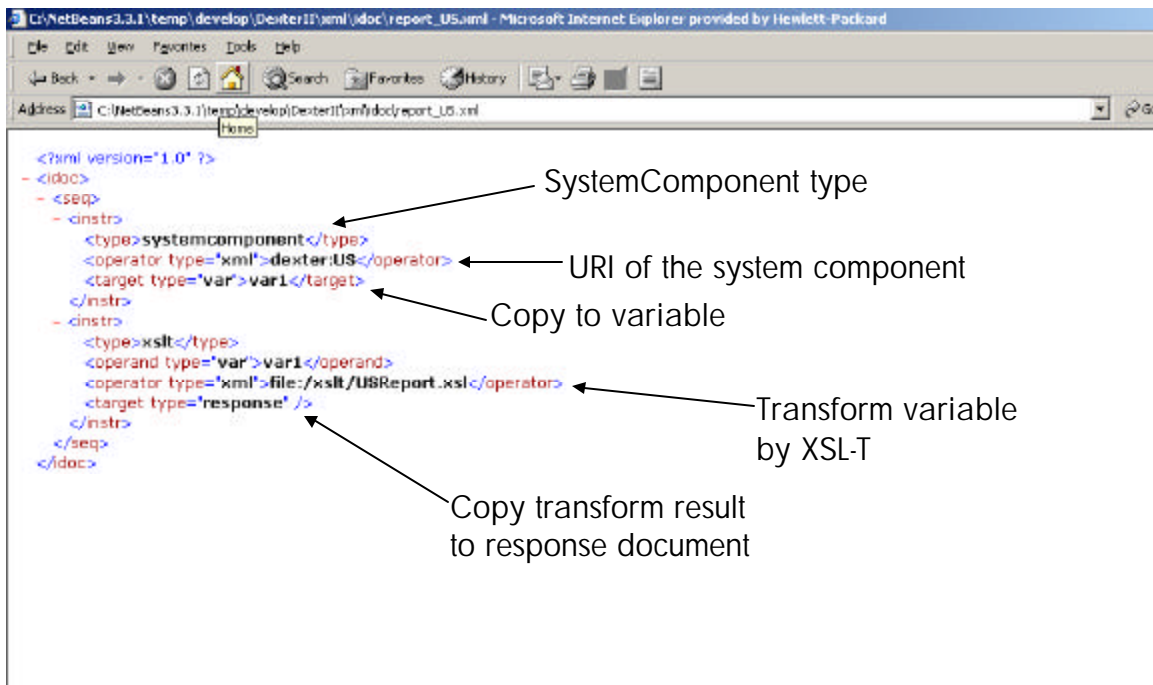 C:\NetBeans3.3.1\temp\develop\DexterII\xml\idoc\report_US.xml - Microsoft Internet Explorer provided by Hewlett-Packard
File Edit View Favorites Tools Help
Back Search Favorites History
Address C:\NetBeans3.3.1\temp\develop\DexterII\xml\idoc\report_US.xml
Home
<?xml version="1.0" ?>
- <idoc>
- <seq>
- <instr>
<type>systemcomponent</type>
<operator type="xml">dexter:US</operator>
<target type="var">var1</target>
</instr>
- <instr>
<type>xslt</type>
<operand type="var">var1</operand>
<operator type="xml">file:/xslt/USReport.xsl</operator>
<target type="response" />
</instr>
</seq>
</idoc>
SystemComponent type
URI of the system component
Copy to variable
Transform variable
by XSL-T
Copy transform result
to response document